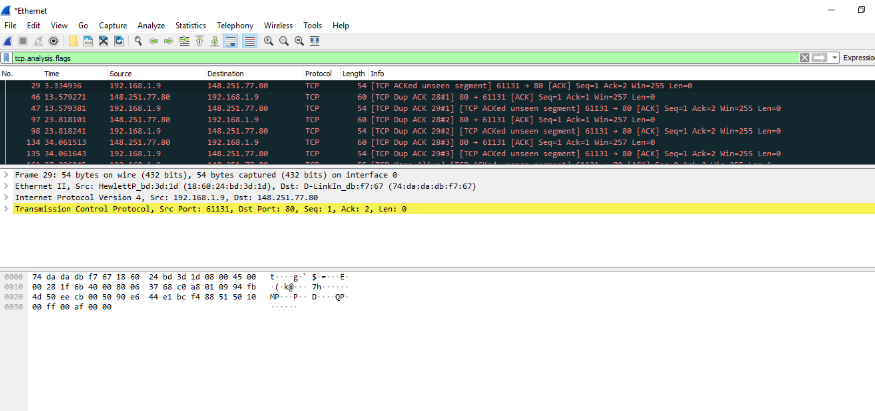 *Ethernet
File Edit View Go Capture Analyze Statistics Telephony Wireless Tools Help
tcp.analysis.flags Expression
No. Time Source Destination Protocol Length Info
29 3.334936 192.168.1.9 148.251.77.80 TCP 54 [TCP ACKed unseen segment] 61131 → 80 [ACK] Seq=1 Ack=2 Win=255 Len=0
46 13.579271 148.251.77.80 192.168.1.9 TCP 60 [TCP Dup ACK 28#1] 80 → 61131 [ACK] Seq=1 Ack=1 Win=257 Len=0
47 13.579381 192.168.1.9 148.251.77.80 TCP 54 [TCP Dup ACK 29#1] [TCP ACKed unseen segment] 61131 → 80 [ACK] Seq=1 Ack=2 Win=255 Len=0
97 23.818101 148.251.77.80 192.168.1.9 TCP 60 [TCP Dup ACK 28#2] 80 → 61131 [ACK] Seq=1 Ack=1 Win=257 Len=0
98 23.818241 192.168.1.9 148.251.77.80 TCP 54 [TCP Dup ACK 29#2] [TCP ACKed unseen segment] 61131 → 80 [ACK] Seq=1 Ack=2 Win=255 Len=0
134 34.061513 148.251.77.80 192.168.1.9 TCP 60 [TCP Dup ACK 28#3] 80 → 61131 [ACK] Seq=1 Ack=1 Win=257 Len=0
135 34.061643 192.168.1.9 148.251.77.80 TCP 54 [TCP Dup ACK 29#3] [TCP ACKed unseen segment] 61131 → 80 [ACK] Seq=1 Ack=2 Win=255 Len=0
Frame 29: 54 bytes on wire (432 bits), 54 bytes captured (432 bits) on interface 0
Ethernet II, Src: HewlettP_bd:3d:1d (18:60:24:bd:3d:1d), Dst: D-LinkIn_db:f7:67 (74:da:da:db:f7:67)
Internet Protocol Version 4, Src: 192.168.1.9, Dst: 148.251.77.80
Transmission Control Protocol, Src Port: 61131, Dst Port: 80, Seq: 1, Ack: 2, Len: 0
0000 74 da da db f7 67 18 60 24 bd 3d 1d 08 00 45 00 t····g·` $·=···E·
0010 00 28 1f 6b 40 00 80 06 37 68 c0 a8 01 09 94 fb ·(·k@··· 7h······
0020 4d 50 ee cb 00 50 90 e6 44 e1 bc f4 88 51 50 10 MP···P·· D····QP·
0030 00 ff 00 af 00 00 ······